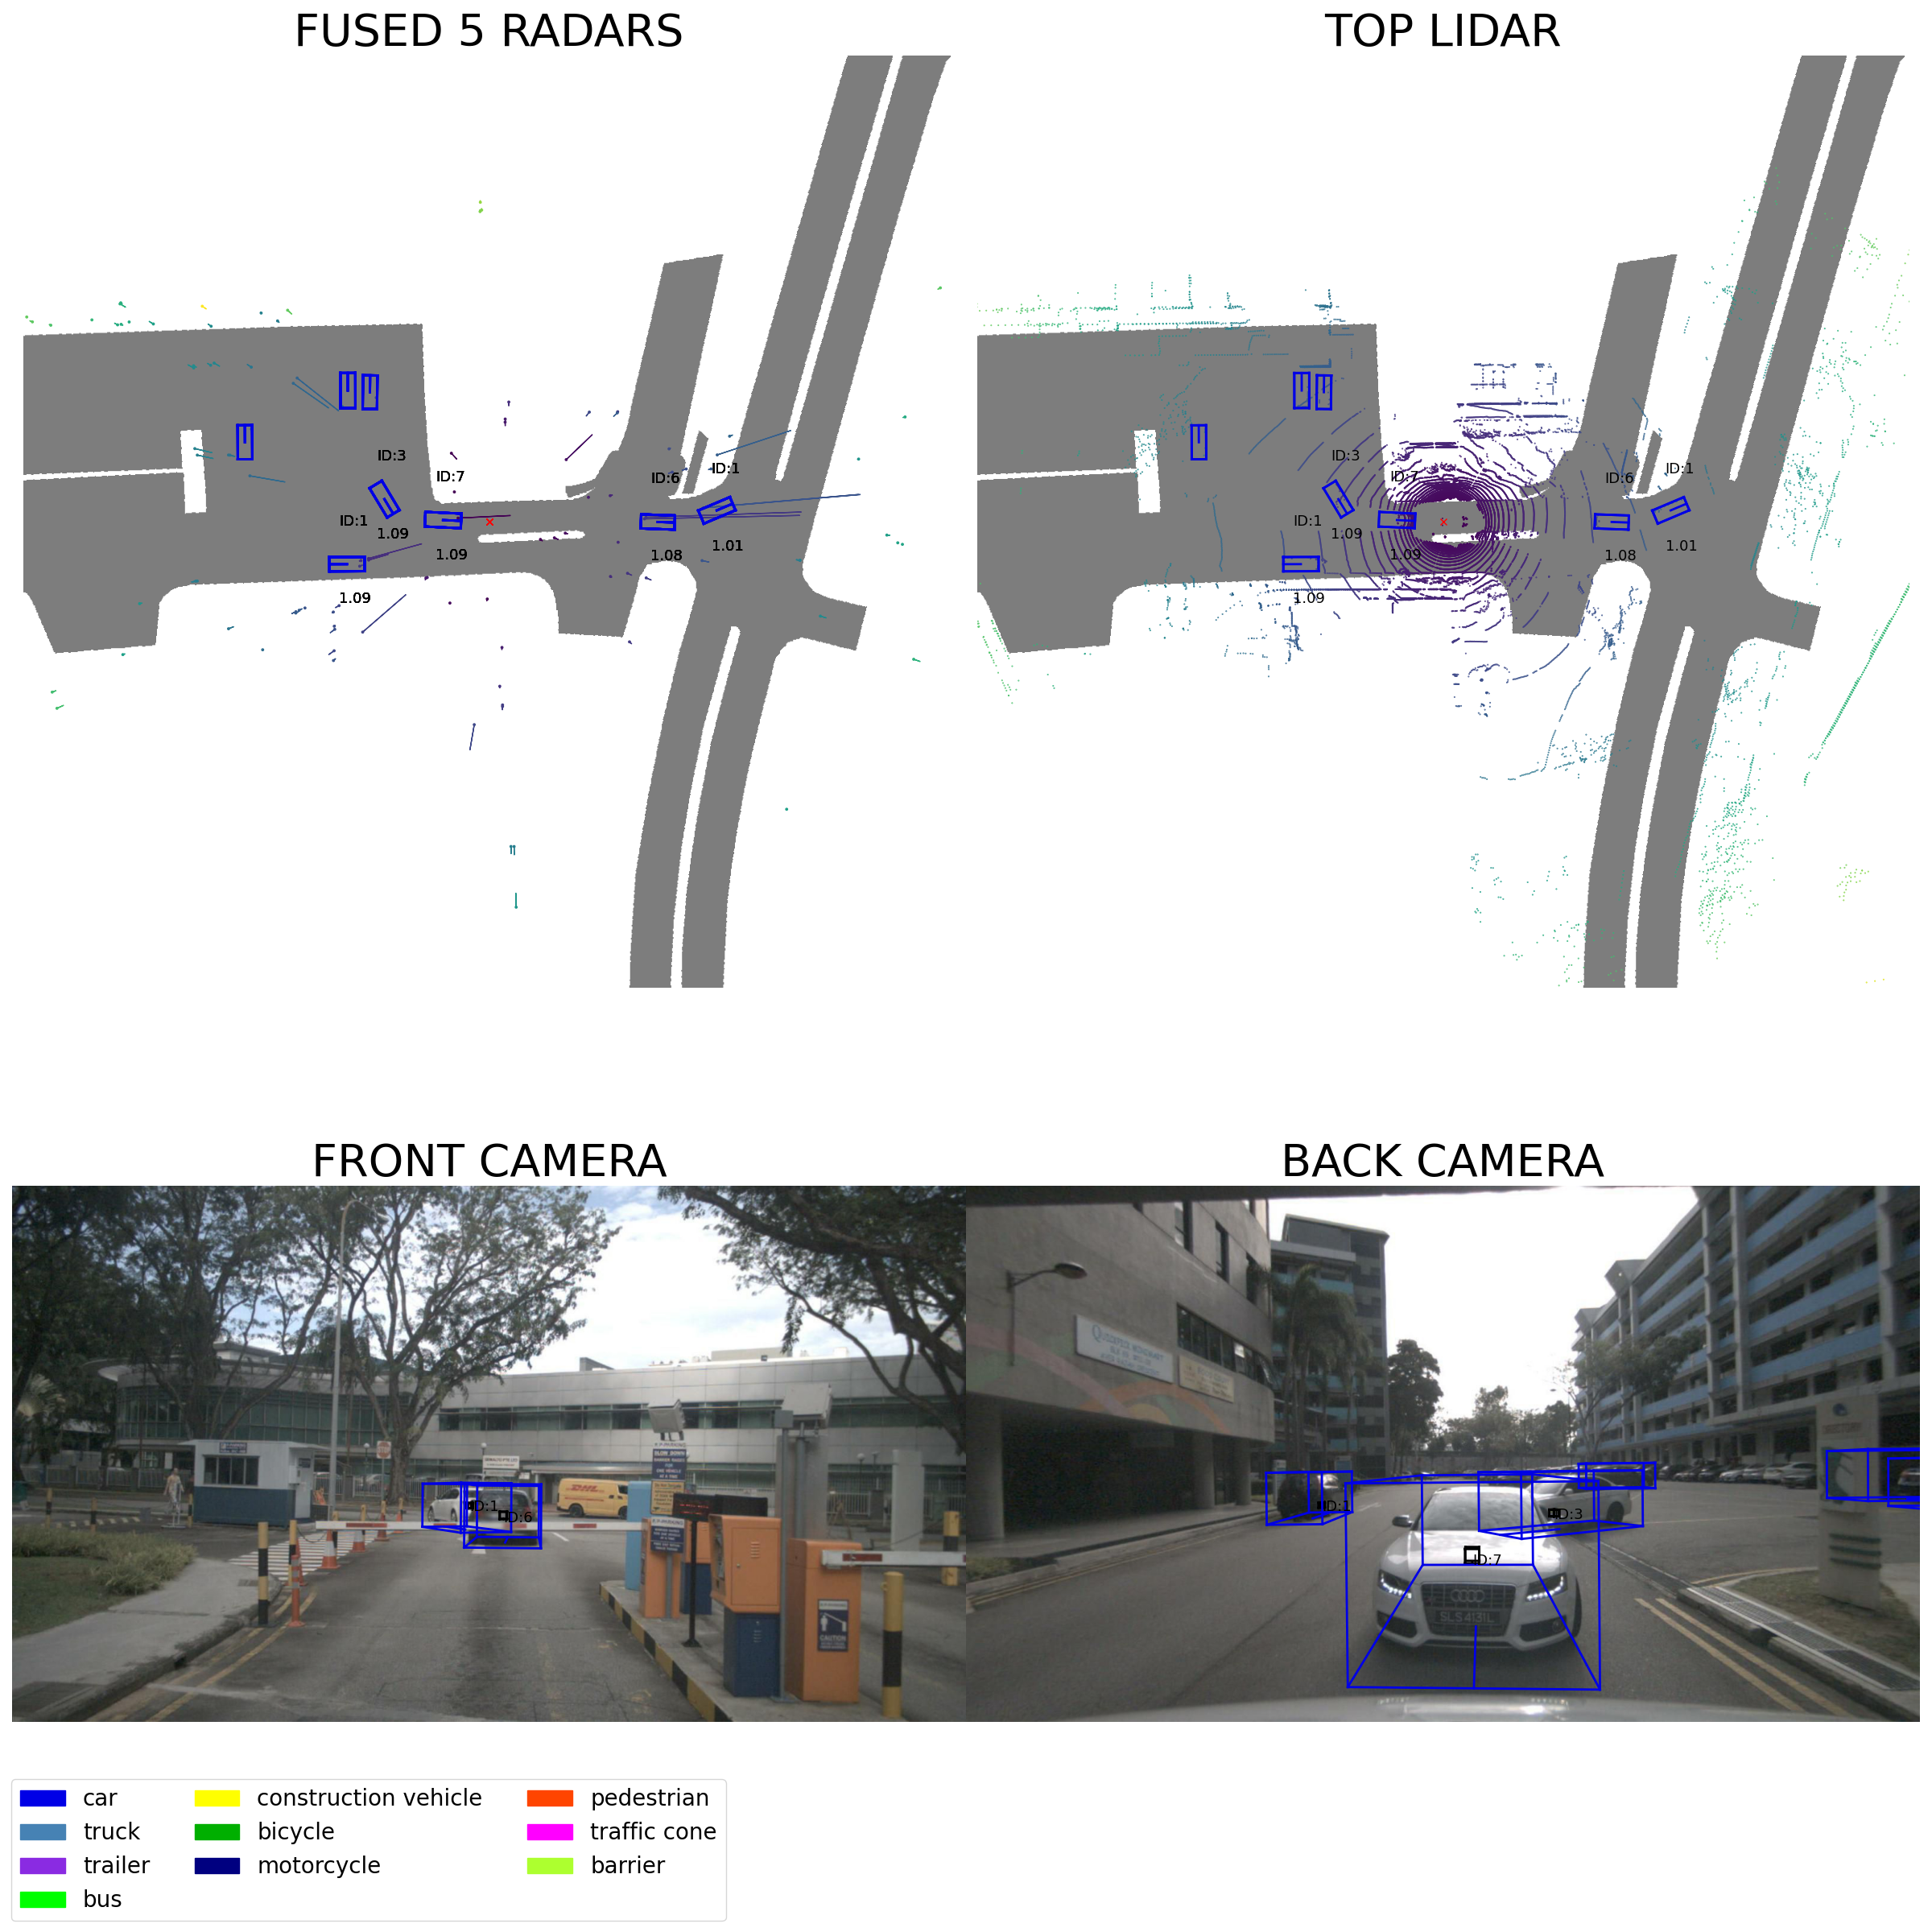 FUSED 5 RADARS
TOP LIDAR
ID:3
ID:7
ID:6
ID:1
ID:1
1.09
1.09
1.08
1.01
1.09
ID:3
ID:7
ID:6
ID:1
ID:1
1.09
1.09
1.08
1.01
1.09
FRONT CAMERA
BACK CAMERA
DHL
ID:1
ID:6
CAUTION
ID:1
ID:3
ID:7
car
truck
trailer
bus
construction vehicle
bicycle
motorcycle
pedestrian
traffic cone
barrier